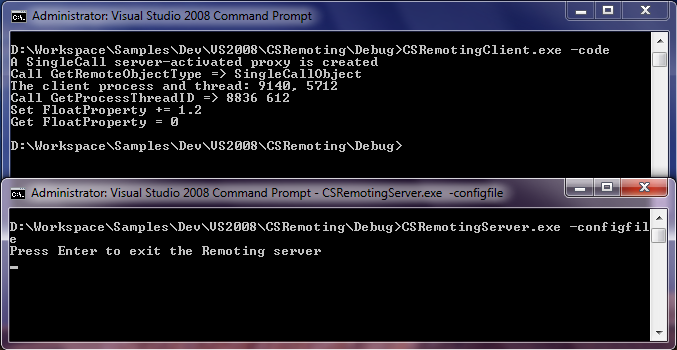 Administrator: Visual Studio 2008 Command Prompt
D:\Workspace\Samples\Dev\VS2008\CSRemoting\Debug>CSRemotingClient.exe -code
A SingleCall server-activated proxy is created
Call GetRemoteObjectType => SingleCallObject
The client process and thread: 9140, 5712
Call GetProcessThreadID => 8836 612
Set FloatProperty += 1.2
Get FloatProperty = 0
D:\Workspace\Samples\Dev\VS2008\CSRemoting\Debug>
Administrator: Visual Studio 2008 Command Prompt - CSRemotingServer.exe -configfile
D:\Workspace\Samples\Dev\VS2008\CSRemoting\Debug>CSRemotingServer.exe -configfil
e
Press Enter to exit the Remoting server